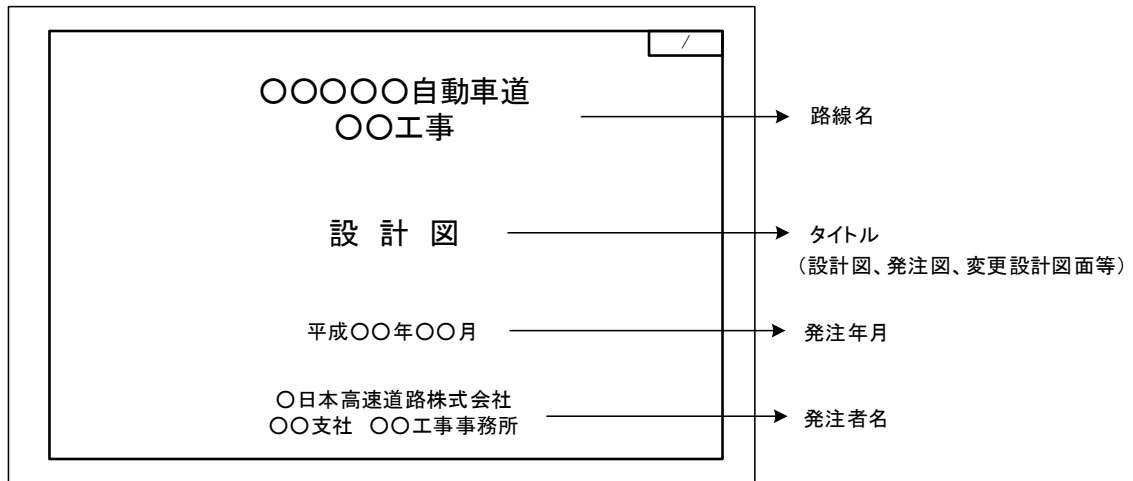 /
〇〇〇〇〇自動車道
〇〇工事
路線名
設 計 図
タイトル
（設計図、発注図、変更設計図面等）
平成〇〇年〇〇月
発注年月
〇日本高速道路株式会社
〇〇支社 〇〇工事事務所
発注者名